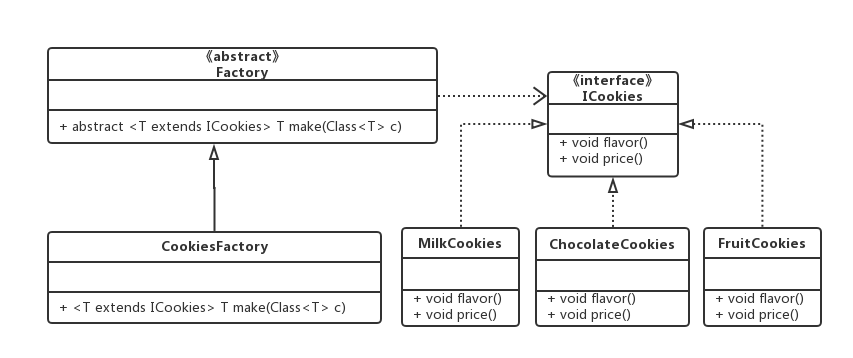 《abstract》
Factory
+ abstract <T extends ICookies> T make(Class<T> c)
《interface》
ICookies
+ void flavor()
+ void price()
CookiesFactory
+ <T extends ICookies> T make(Class<T> c)
MilkCookies
+ void flavor()
+ void price()
ChocolateCookies
+ void flavor()
+ void price()
FruitCookies
+ void flavor()
+ void price()